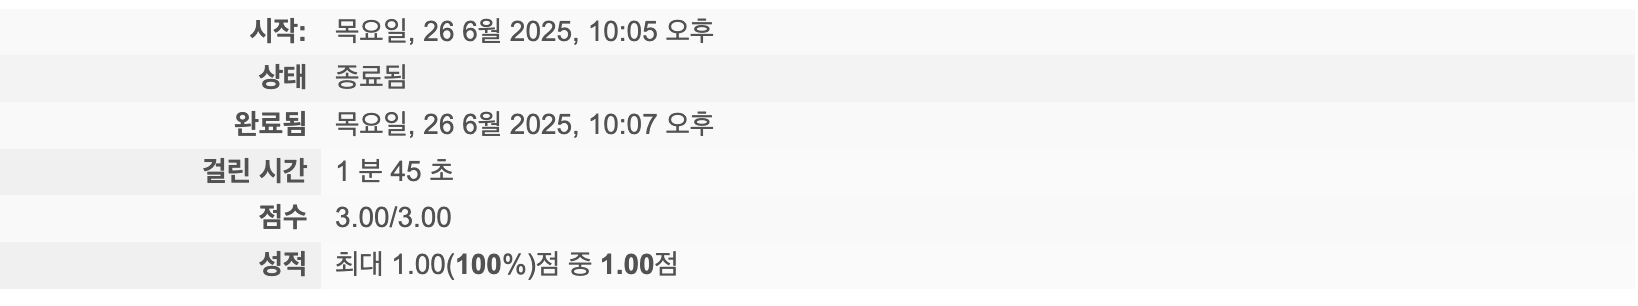 시작: 목요일, 26 6월 2025, 10:05 오후
상태 종료됨
완료됨 목요일, 26 6월 2025, 10:07 오후
걸린 시간 1 분 45 초
점수 3.00/3.00
성적 최대 1.00(100%)점 중 1.00점